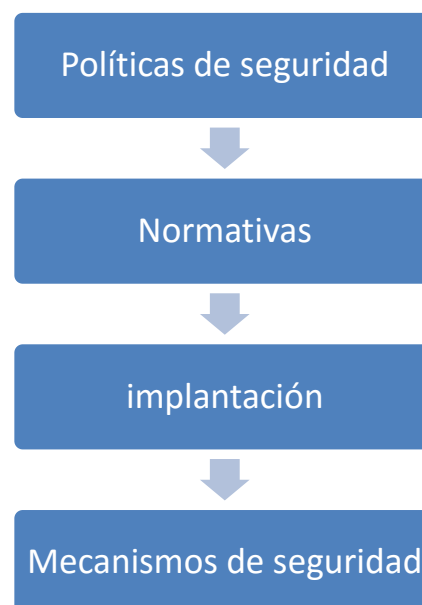 Políticas de seguridad
Normativas
implantación
Mecanismos de seguridad